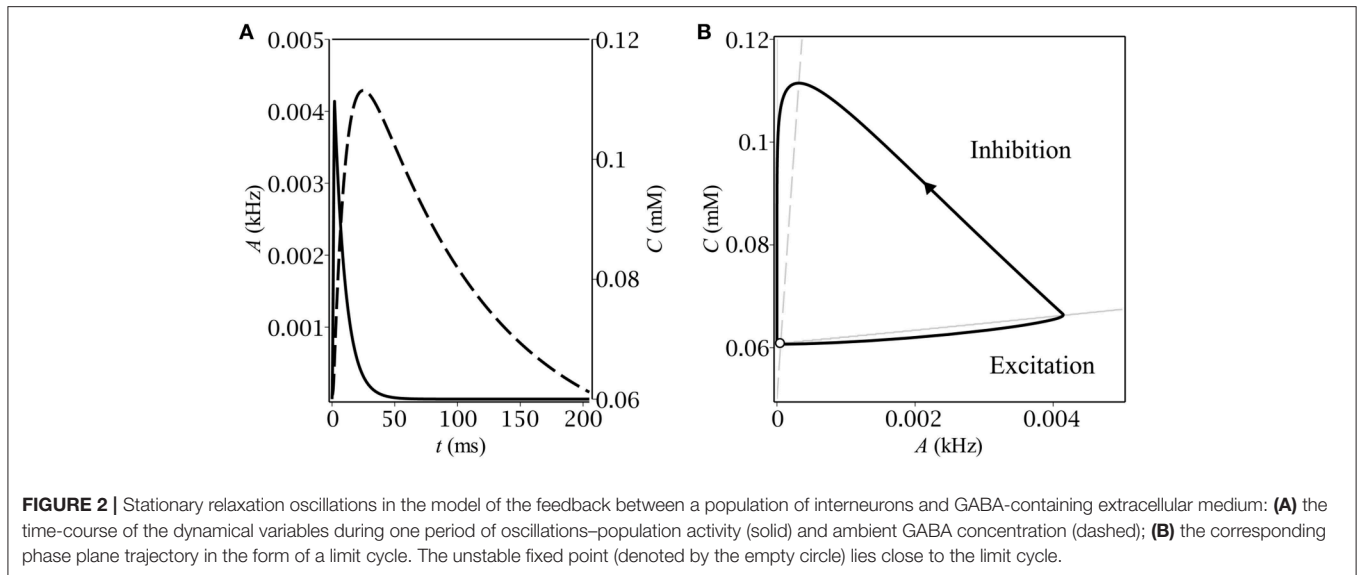 A
0.005
0.004
0.003
0.002
0.001
A (kHz)
0 50 100 150 200
t (ms)
0.12
0.1
0.08
0.06
C (mM)
B
0.12
0.1
0.08
0.06
C (mM)
Inhibition
Excitation
0 0.002 0.004
A (kHz)
FIGURE 2 | Stationary relaxation oscillations in the model of the feedback between a population of interneurons and GABA-containing extracellular medium: (A) the
time-course of the dynamical variables during one period of oscillations–population activity (solid) and ambient GABA concentration (dashed); (B) the corresponding
phase plane trajectory in the form of a limit cycle. The unstable fixed point (denoted by the empty circle) lies close to the limit cycle.